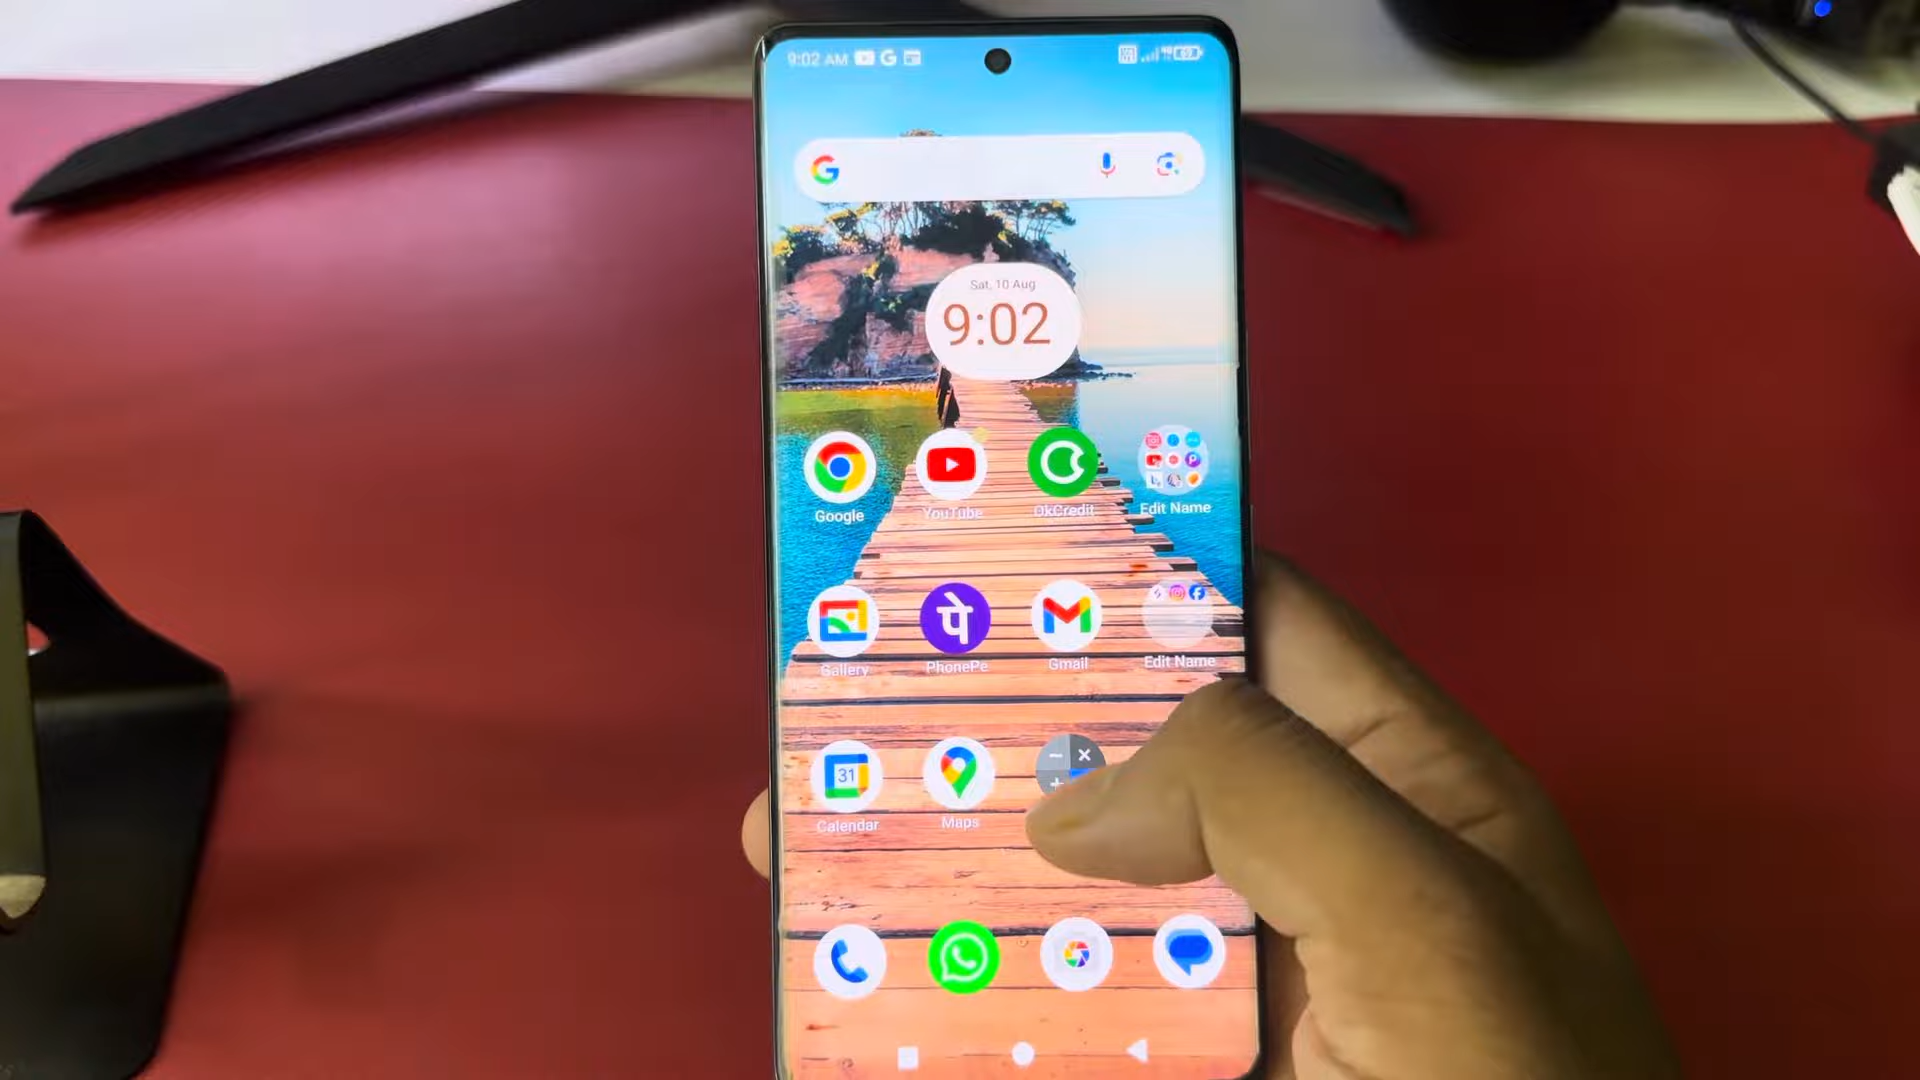 9:02 AM
69
Sat, 10 Aug
9:02
Google
YouTube
OkCredit
Edit Name
पे
Gallery
PhonePe
Gmail
Edit Name
31
Calendar
Maps